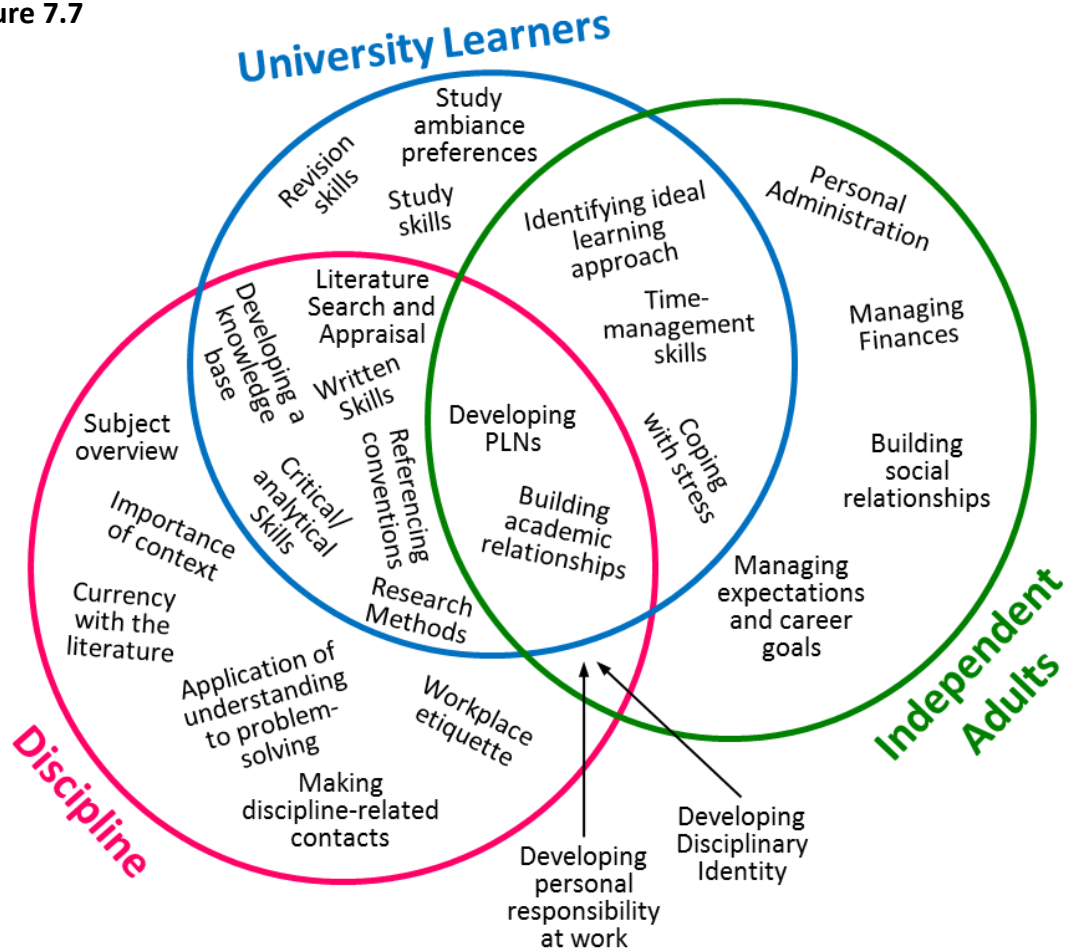 ure 7.7
University Learners
Study
ambiance
preferences
Revision
skills
Study
skills
Identifying ideal
learning
approach
Personal
Administration
Literature
Search and
Appraisal
Developing a
knowledge
base
Time-
management
skills
Managing
Finances
Written
Skills
Subject
overview
Developing
PLNs
Coping
with stress
Building
social
relationships
Referencing
conventions
Critical/
analytical
Skills
Building
academic
relationships
Importance
of context
Currency
with the
literature
Research
Methods
Managing
expectations
and career
goals
Independent
Adults
Application of
understanding
to problem-
solving
Workplace
etiquette
Discipline
Making
discipline-related
contacts
Developing
Disciplinary
Identity
Developing
personal
responsibility
at work